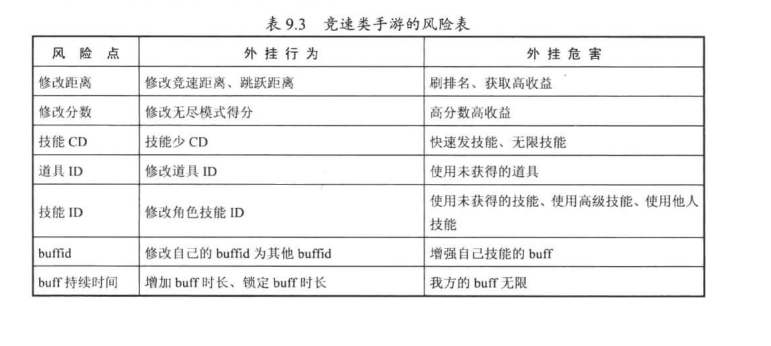 表 9.3 竞速类手游的风险表
风 险 点 外 挂 行 为 外 挂 危 害
修改距离 修改竞速距离、跳跃距离 刷排名、获取高收益
修改分数 修改无尽模式得分 高分数高收益
技能 CD 技能少 CD 快速发技能、无限技能
道具 ID 修改道具 ID 使用未获得的道具
技能 ID 修改角色技能 ID 使用未获得的技能、使用高级技能、使用他人
技能
buffid 修改自己的 buffid 为其他 buffid 增强自己技能的 buff
buff 持续时间 增加 buff 时长、锁定 buff 时长 我方的 buff 无限